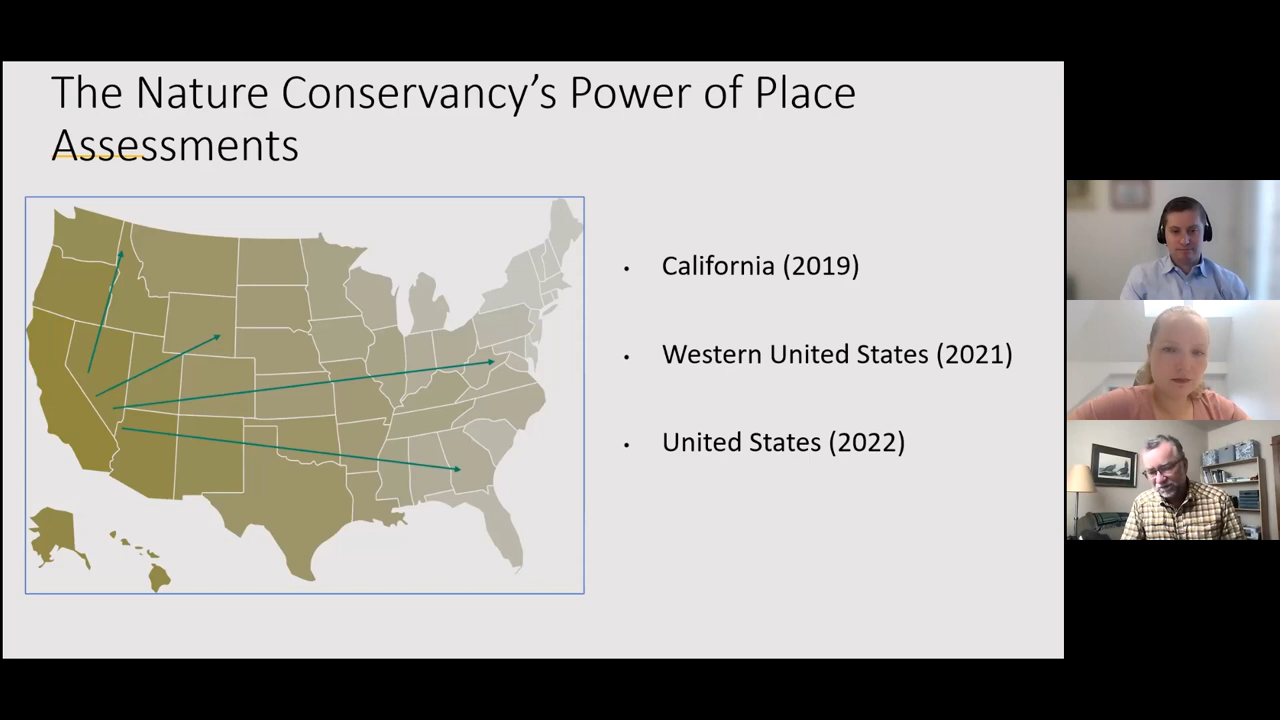 The Nature Conservancy’s Power of Place
Assessments
California (2019)
Western United States (2021)
United States (2022)